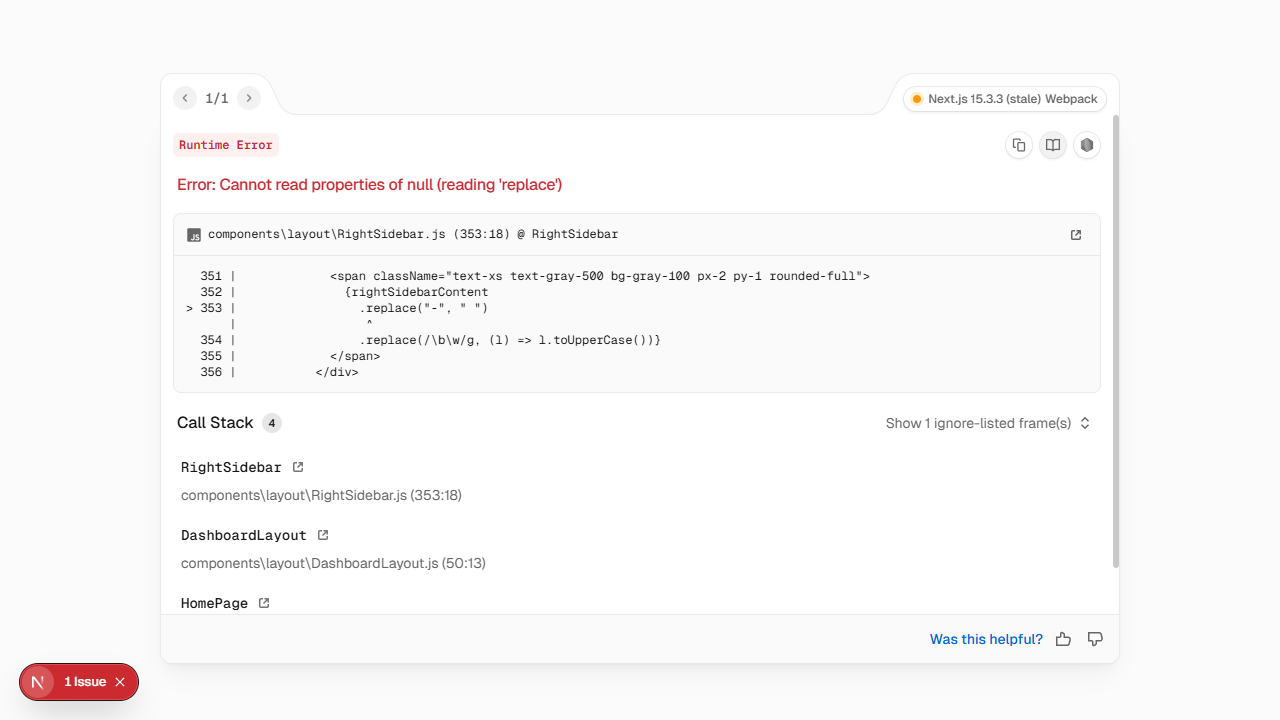 1/1
Next.js 15.3.3 (stale) Webpack
Runtime Error
Error: Cannot read properties of null (reading 'replace')
JS components\layout\RightSidebar.js (353:18) @ RightSidebar
  351 |             <span className="text-xs text-gray-500 bg-gray-100 px-2 py-1 rounded-full">
  352 |               {rightSidebarContent
> 353 |                 .replace("-", " ")
      |                  ^
  354 |                 .replace(/\b\w/g, (l) => l.toUpperCase())}
  355 |             </span>
  356 |           </div>
Call Stack 4
Show 1 ignore-listed frame(s)
RightSidebar
components\layout\RightSidebar.js (353:18)
DashboardLayout
components\layout\DashboardLayout.js (50:13)
HomePage
Was this helpful?
N 1 Issue